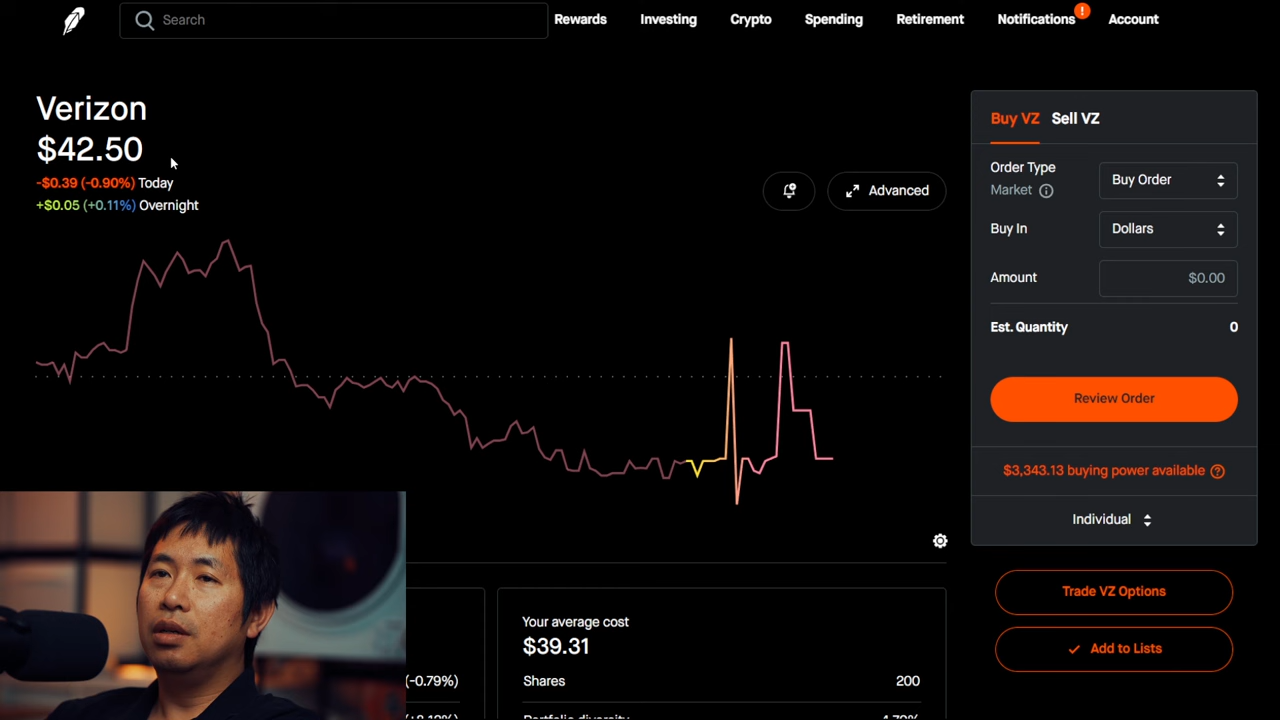 Search
Rewards
Investing
Crypto
Spending
Retirement
Notifications
!
Account
Verizon
$42.50
-$0.39 (-0.90%) Today
+$0.05 (+0.11%) Overnight
Advanced
Buy VZ
Sell VZ
Order Type
Market
Buy Order
Buy In
Dollars
Amount
$0.00
Est. Quantity
0
Review Order
$3,343.13 buying power available
Individual
Trade VZ Options
Add to Lists
Your average cost
$39.31
Shares
200
(-0.79%)
Portfolio diversity